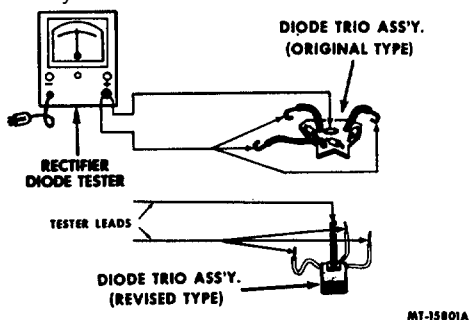 DIODE TRIO ASS'Y.
(ORIGINAL TYPE)
RECTIFIER
DIODE TESTER
TESTER LEADS
DIODE TRIO ASS'Y.
(REVISED TYPE)
MT-15801A